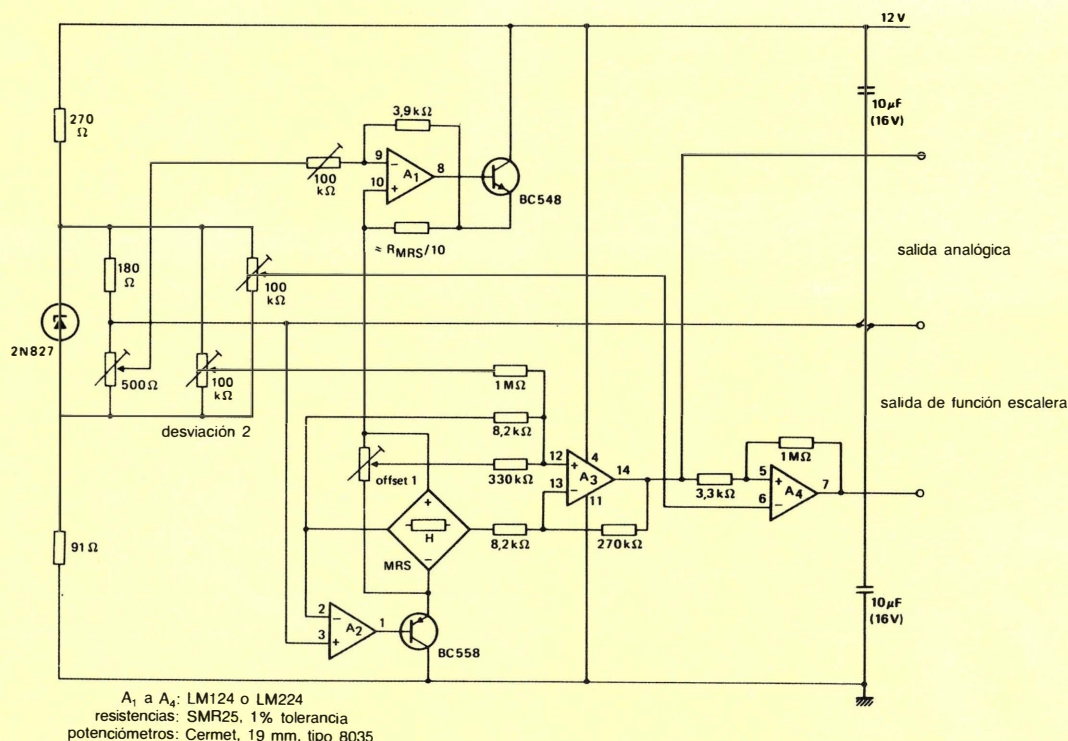 12 V
270
Ω
3,9 kΩ
10 µF
(16V)
100
kΩ
9
10
−
+
A1
8
BC548
≈ RMRS/10
180
Ω
100
kΩ
salida analógica
2N827
500Ω
100
kΩ
desviación 2
1 MΩ
8,2 kΩ
salida de función escalera
offset 1
330kΩ
12
13
+
−
A3
4
11
14
3,3 kΩ
1 MΩ
5
6
+
−
A4
7
91 Ω
+
H
−
MRS
8,2 kΩ
270 kΩ
2
3
−
+
A2
1
BC558
10 µF
(16V)
A1 a A4: LM124 o LM224
resistencias: SMR25, 1% tolerancia
potenciómetros: Cermet, 19 mm, tipo 8035